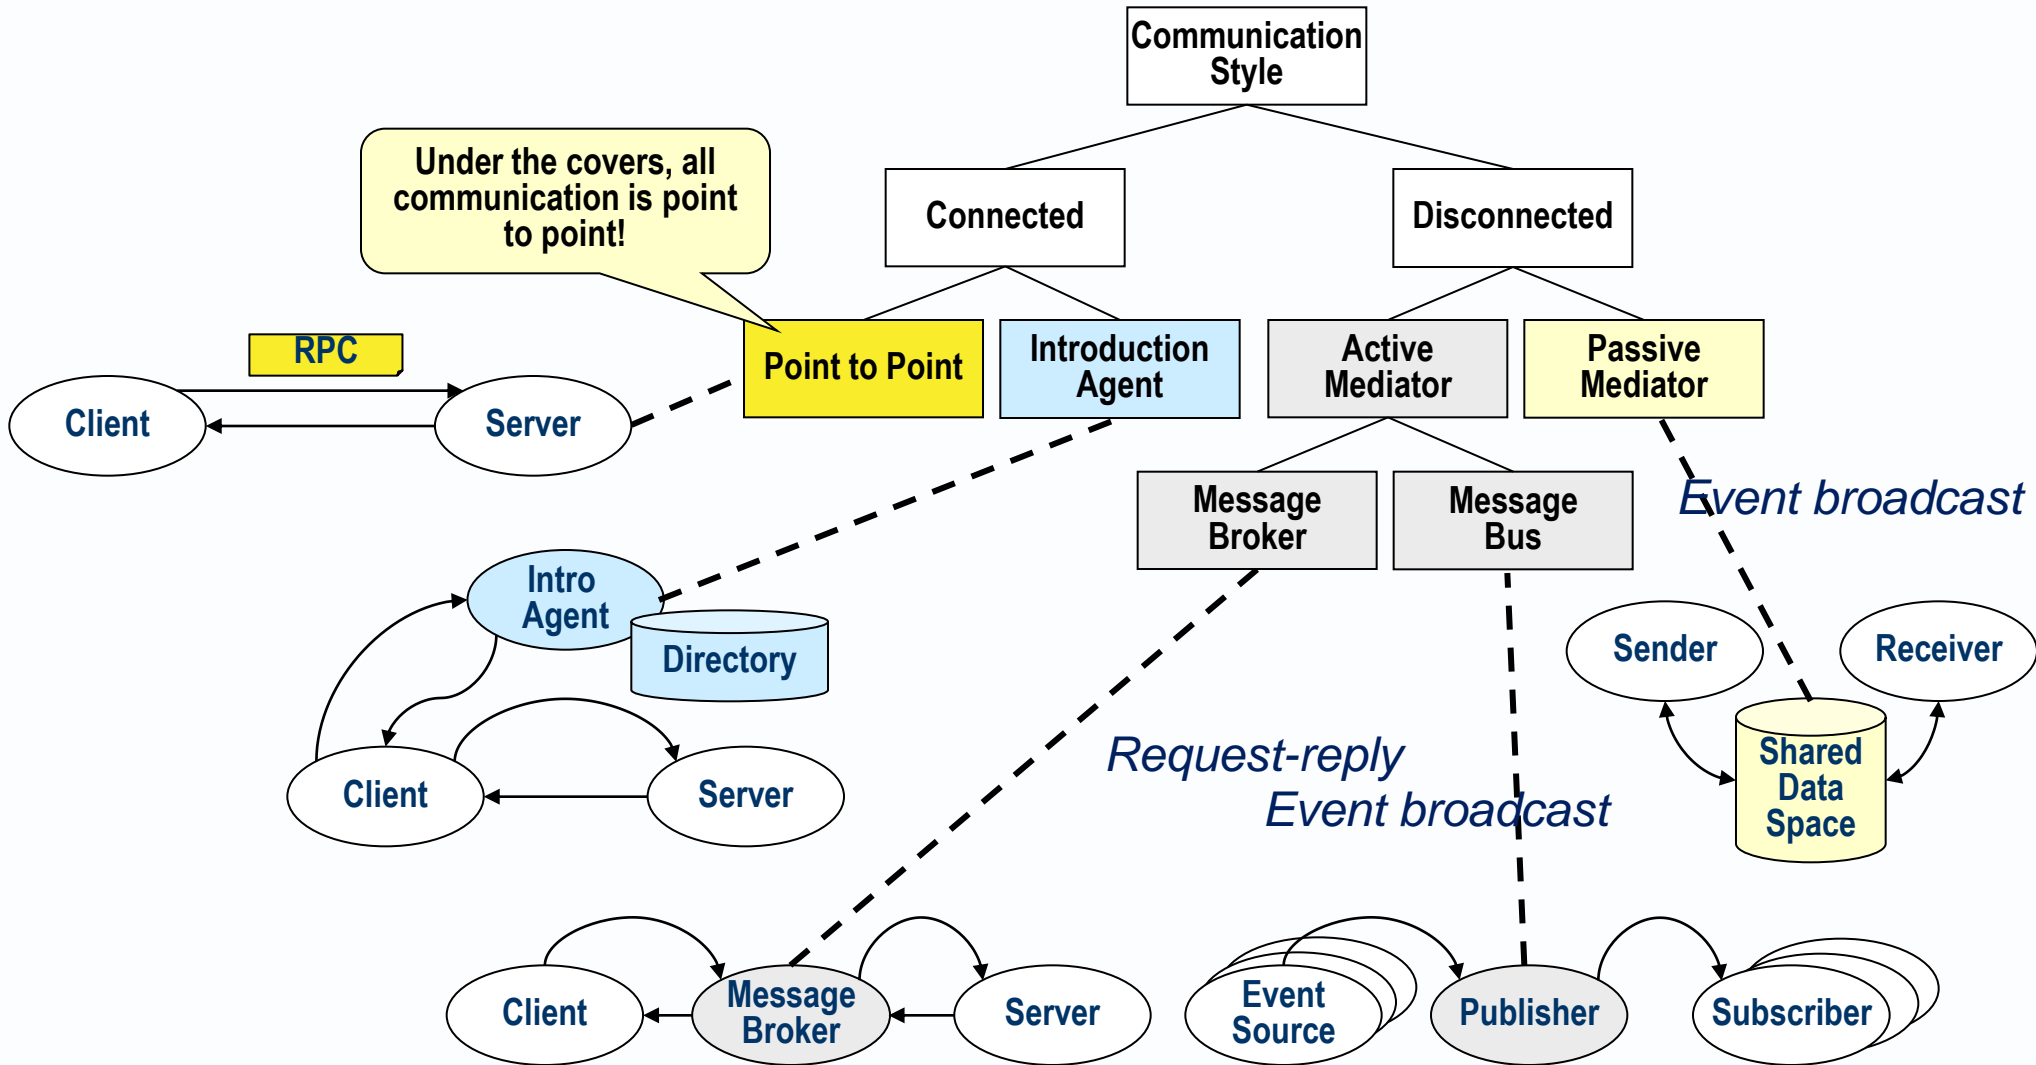 Communication
Style
Under the covers, all
communication is point
to point!
Connected
Disconnected
RPC
Client
Server
Point to Point
Introduction
Agent
Active
Mediator
Passive
Mediator
Message
Broker
Message
Bus
Event broadcast
Intro
Agent
Directory
Client
Server
Sender
Receiver
Shared
Data
Space
Request-reply
Event broadcast
Client
Message
Broker
Server
Event
Source
Publisher
Subscriber